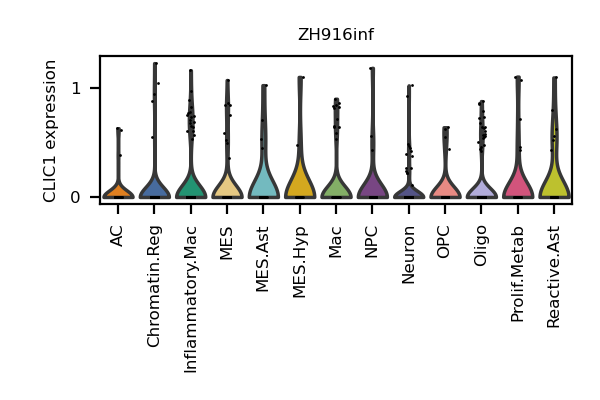 ZH916inf
CLIC1 expression
1
0
AC
Chromatin.Reg
Inflammatory.Mac
MES
MES.Ast
MES.Hyp
Mac
NPC
Neuron
OPC
Oligo
Prolif.Metab
Reactive.Ast